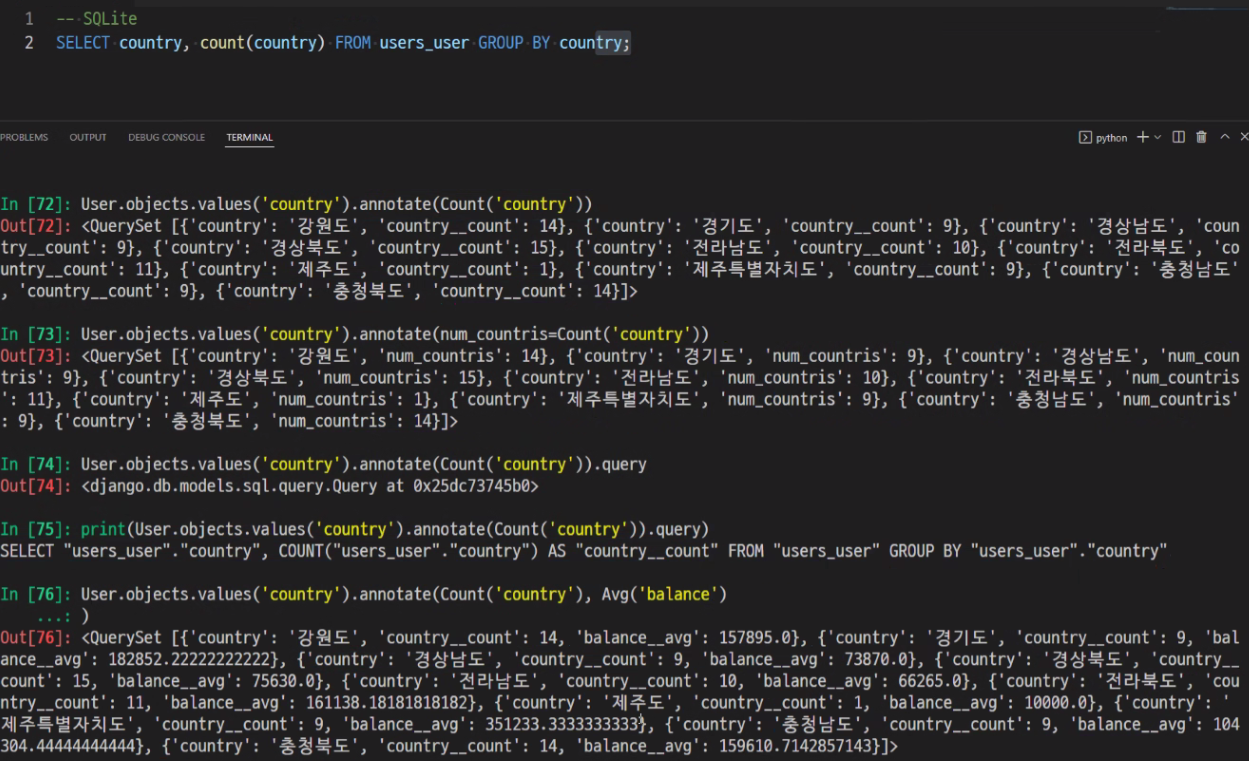 1 -- SQLite
2 SELECT country, count(country) FROM users_user GROUP BY country;
PROBLEMS OUTPUT DEBUG CONSOLE TERMINAL python
In [72]: User.objects.values('country').annotate(Count('country'))
Out[72]: <QuerySet [{'country': '강원도', 'country__count': 14}, {'country': '경기도', 'country__count': 9}, {'country': '경상남도', 'coun
try__count': 9}, {'country': '경상북도', 'country__count': 15}, {'country': '전라남도', 'country__count': 10}, {'country': '전라북도', 'co
untry__count': 11}, {'country': '제주도', 'country__count': 1}, {'country': '제주특별자치도', 'country__count': 9}, {'country': '충청남도'
, 'country__count': 9}, {'country': '충청북도', 'country__count': 14}]>
In [73]: User.objects.values('country').annotate(num_countris=Count('country'))
Out[73]: <QuerySet [{'country': '강원도', 'num_countris': 14}, {'country': '경기도', 'num_countris': 9}, {'country': '경상남도', 'num_coun
tris': 9}, {'country': '경상북도', 'num_countris': 15}, {'country': '전라남도', 'num_countris': 10}, {'country': '전라북도', 'num_countris
': 11}, {'country': '제주도', 'num_countris': 1}, {'country': '제주특별자치도', 'num_countris': 9}, {'country': '충청남도', 'num_countris'
: 9}, {'country': '충청북도', 'num_countris': 14}]>
In [74]: User.objects.values('country').annotate(Count('country')).query
Out[74]: <django.db.models.sql.query.Query at 0x25dc73745b0>
In [75]: print(User.objects.values('country').annotate(Count('country')).query)
SELECT "users_user"."country", COUNT("users_user"."country") AS "country__count" FROM "users_user" GROUP BY "users_user"."country"
In [76]: User.objects.values('country').annotate(Count('country'), Avg('balance')
...: )
Out[76]: <QuerySet [{'country': '강원도', 'country__count': 14, 'balance__avg': 157895.0}, {'country': '경기도', 'country__count': 9, 'bal
ance__avg': 182852.22222222222}, {'country': '경상남도', 'country__count': 9, 'balance__avg': 73870.0}, {'country': '경상북도', 'country__
count': 15, 'balance__avg': 75630.0}, {'country': '전라남도', 'country__count': 10, 'balance__avg': 66265.0}, {'country': '전라북도', 'cou
ntry__count': 11, 'balance__avg': 161138.18181818182}, {'country': '제주도', 'country__count': 1, 'balance__avg': 10000.0}, {'country': '
제주특별자치도', 'country__count': 9, 'balance__avg': 351233.3333333333}, {'country': '충청남도', 'country__count': 9, 'balance__avg': 104
304.44444444444}, {'country': '충청북도', 'country__count': 14, 'balance__avg': 159610.7142857143}]>